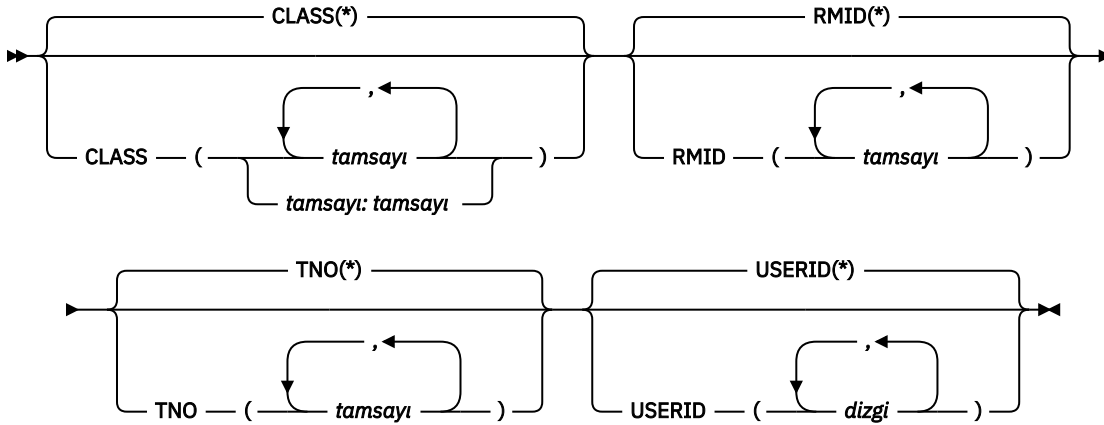 CLASS(*) RMID(*)
, ,
CLASS ( tamsayı ) RMID ( tamsayı )
tamsayı: tamsayı
TNO(*) USERID(*)
, ,
TNO ( tamsayı ) USERID ( dizgi )